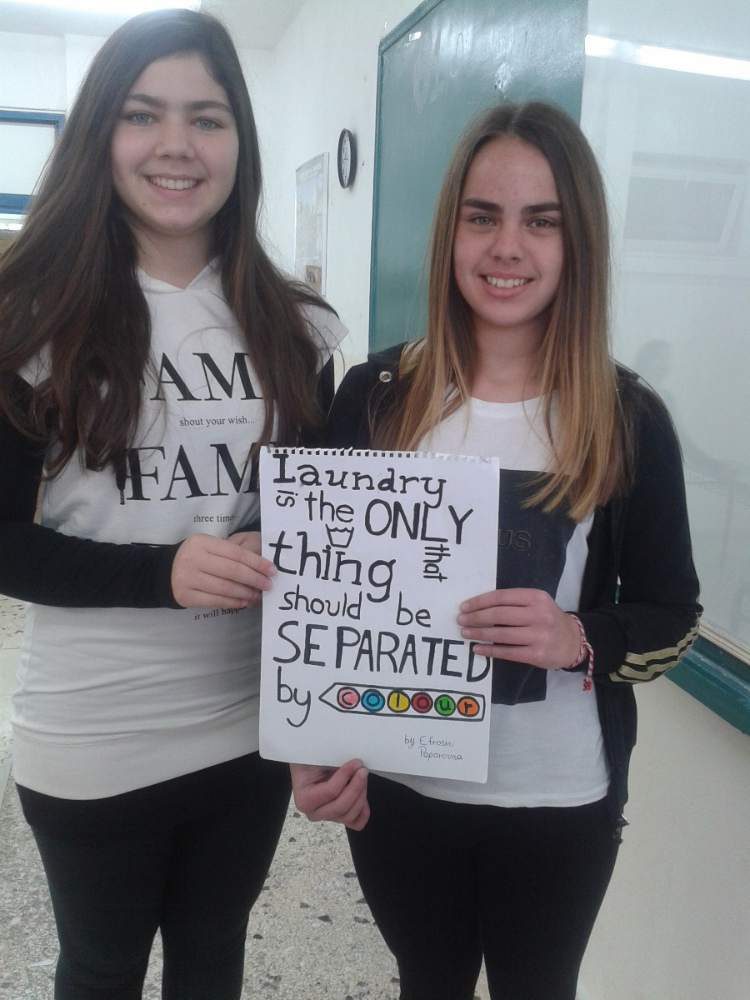 AM
shout your wish...
FAM
three time
it will happe
Laundry
is the ONLY
thing that
should be
SEPARATED
by colour
by Efrosini
Paparouna
us